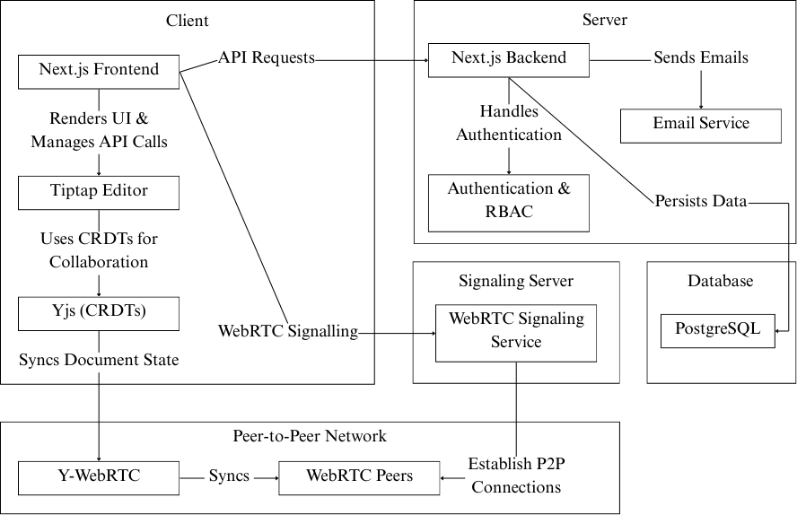 Client
Next.js Frontend
Renders UI &
Manages API Calls
Tiptap Editor
Uses CRDTs for
Collaboration
Yjs (CRDTs)
Syncs Document State
API Requests
WebRTC Signalling
Server
Next.js Backend
Sends Emails
Email Service
Handles
Authentication
Authentication &
RBAC
Persists Data
Signaling Server
WebRTC Signaling
Service
Database
PostgreSQL
Peer-to-Peer Network
Y-WebRTC
Syncs
WebRTC Peers
Establish P2P
Connections